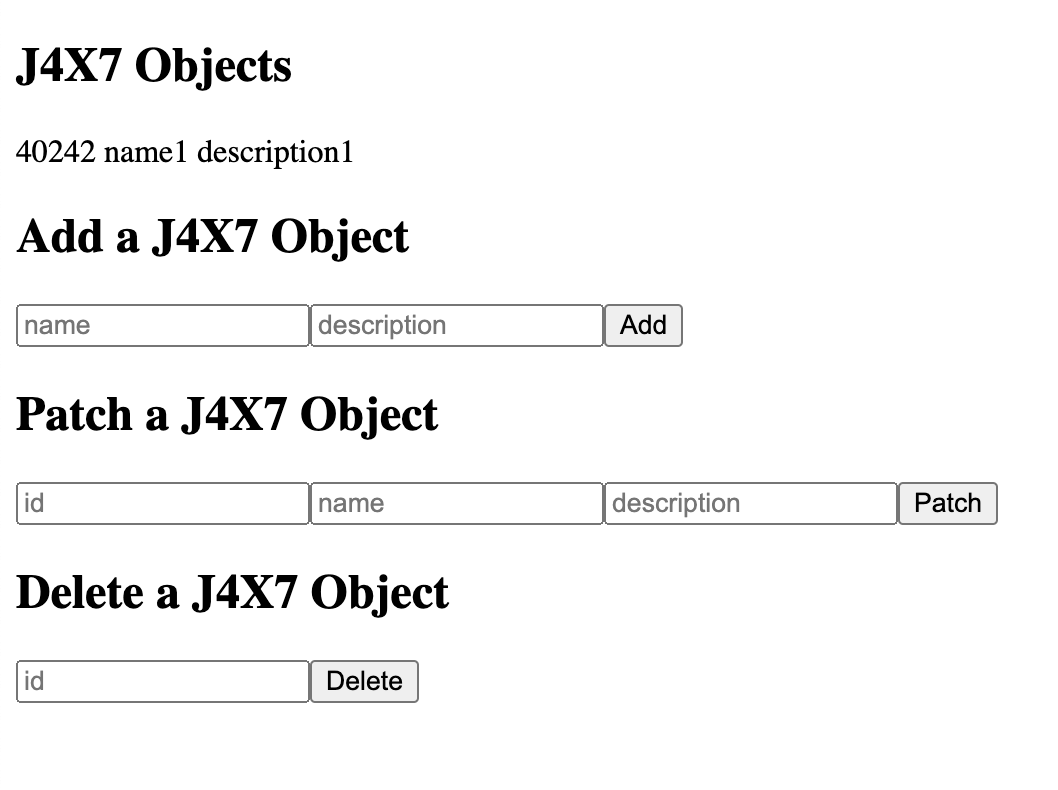 J4X7 Objects
40242 name1 description1
Add a J4X7 Object
name description Add
Patch a J4X7 Object
id name description Patch
Delete a J4X7 Object
id Delete